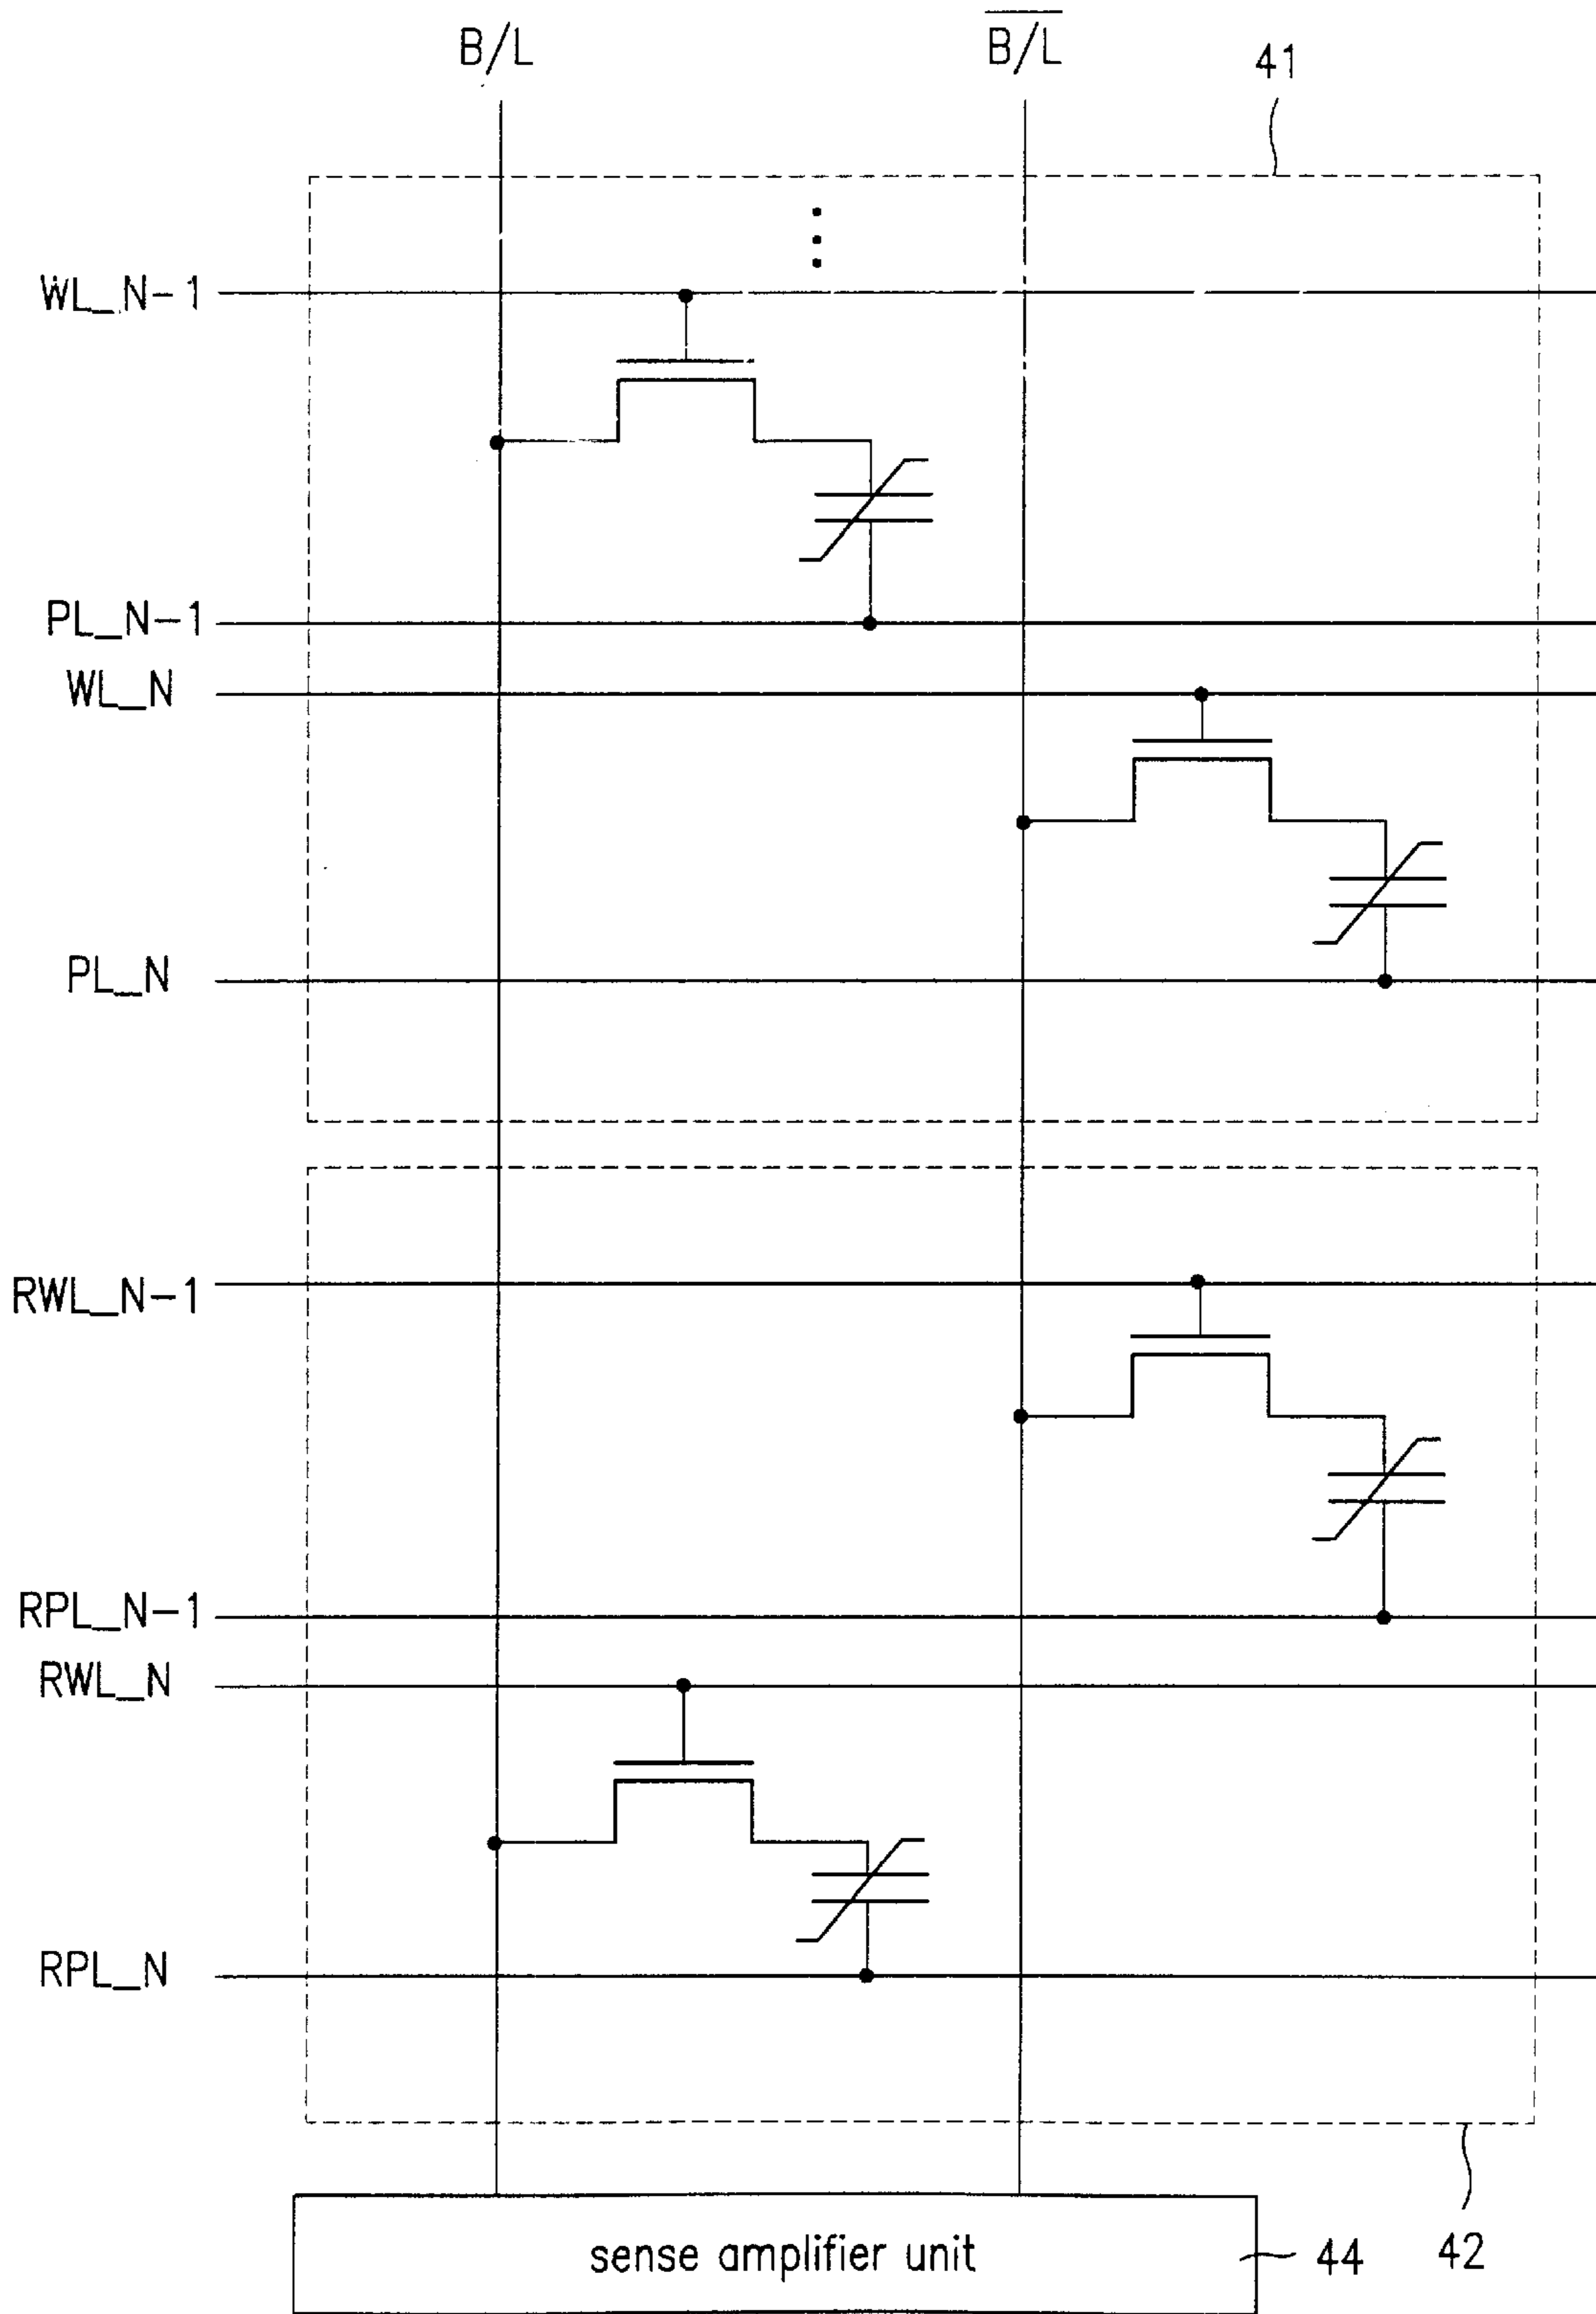 B/L
B/L
41
WL_N-1
PL_N-1
WL_N
PL_N
RWL_N-1
RPL_N-1
RWL_N
RPL_N
sense amplifier unit
44
42